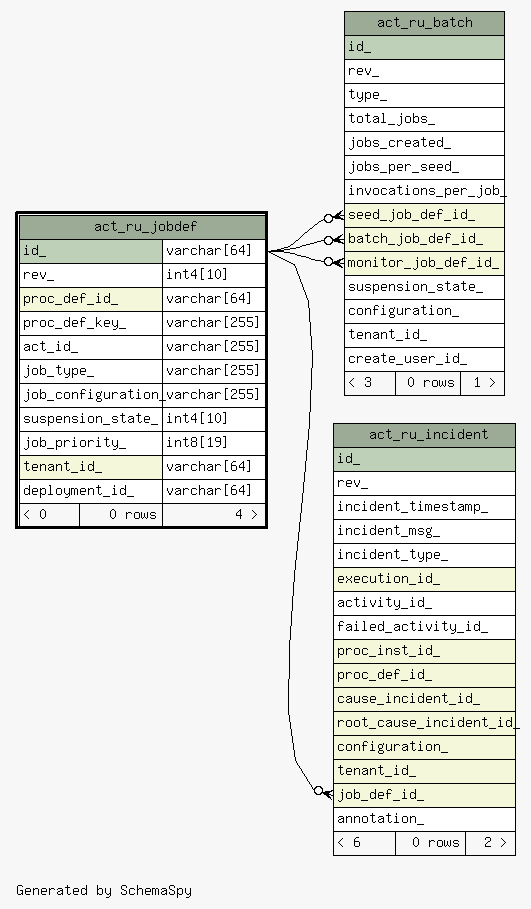 act_ru_batch
id_
rev_
type_
total_jobs_
jobs_created_
jobs_per_seed_
invocations_per_job_
seed_job_def_id_
batch_job_def_id_
monitor_job_def_id_
suspension_state_
configuration_
tenant_id_
create_user_id_
< 3 0 rows 1 >
act_ru_jobdef
id_ varchar[64]
rev_ int4[10]
proc_def_id_ varchar[64]
proc_def_key_ varchar[255]
act_id_ varchar[255]
job_type_ varchar[255]
job_configuration_ varchar[255]
suspension_state_ int4[10]
job_priority_ int8[19]
tenant_id_ varchar[64]
deployment_id_ varchar[64]
< 0 0 rows 4 >
act_ru_incident
id_
rev_
incident_timestamp_
incident_msg_
incident_type_
execution_id_
activity_id_
failed_activity_id_
proc_inst_id_
proc_def_id_
cause_incident_id_
root_cause_incident_id_
configuration_
tenant_id_
job_def_id_
annotation_
< 6 0 rows 2 >
Generated by SchemaSpy